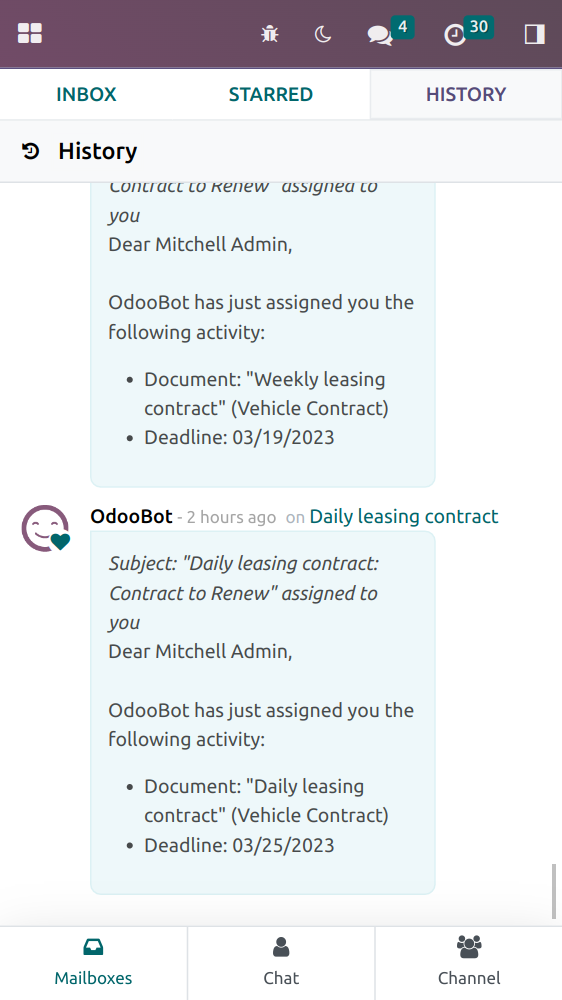 4
30
INBOX
STARRED
HISTORY
History
Contract to Renew" assigned to
you
Dear Mitchell Admin,
OdooBot has just assigned you the
following activity:
• Document: "Weekly leasing
contract" (Vehicle Contract)
• Deadline: 03/19/2023
OdooBot - 2 hours ago on Daily leasing contract
Subject: "Daily leasing contract:
Contract to Renew" assigned to
you
Dear Mitchell Admin,
OdooBot has just assigned you the
following activity:
• Document: "Daily leasing
contract" (Vehicle Contract)
• Deadline: 03/25/2023
Mailboxes
Chat
Channel